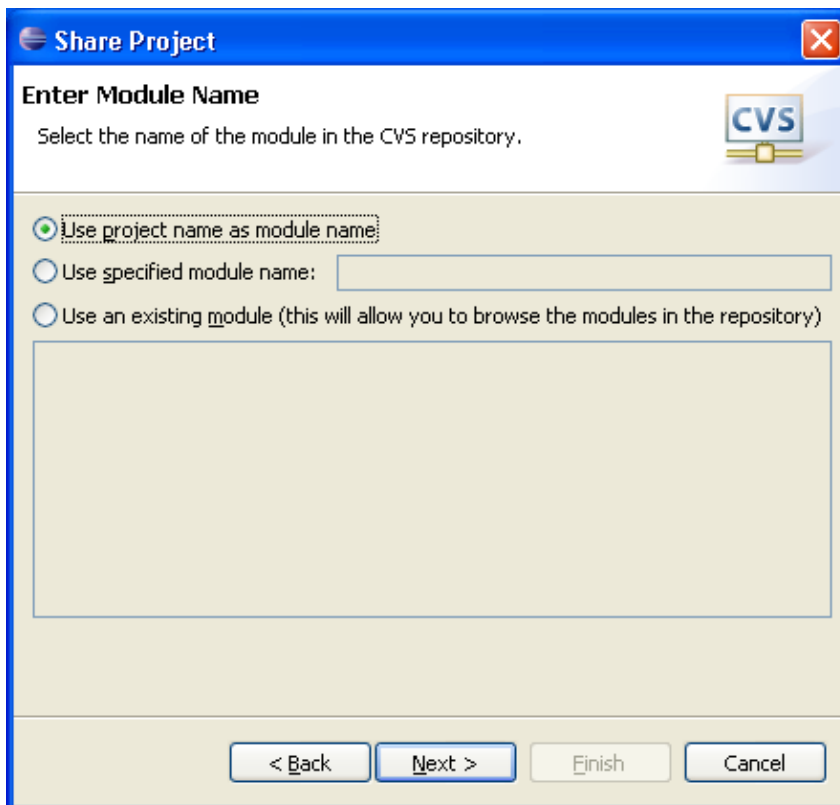 Share Project
Enter Module Name
Select the name of the module in the CVS repository.
CVS
Use project name as module name
Use specified module name:
Use an existing module (this will allow you to browse the modules in the repository)
< Back Next > Finish Cancel